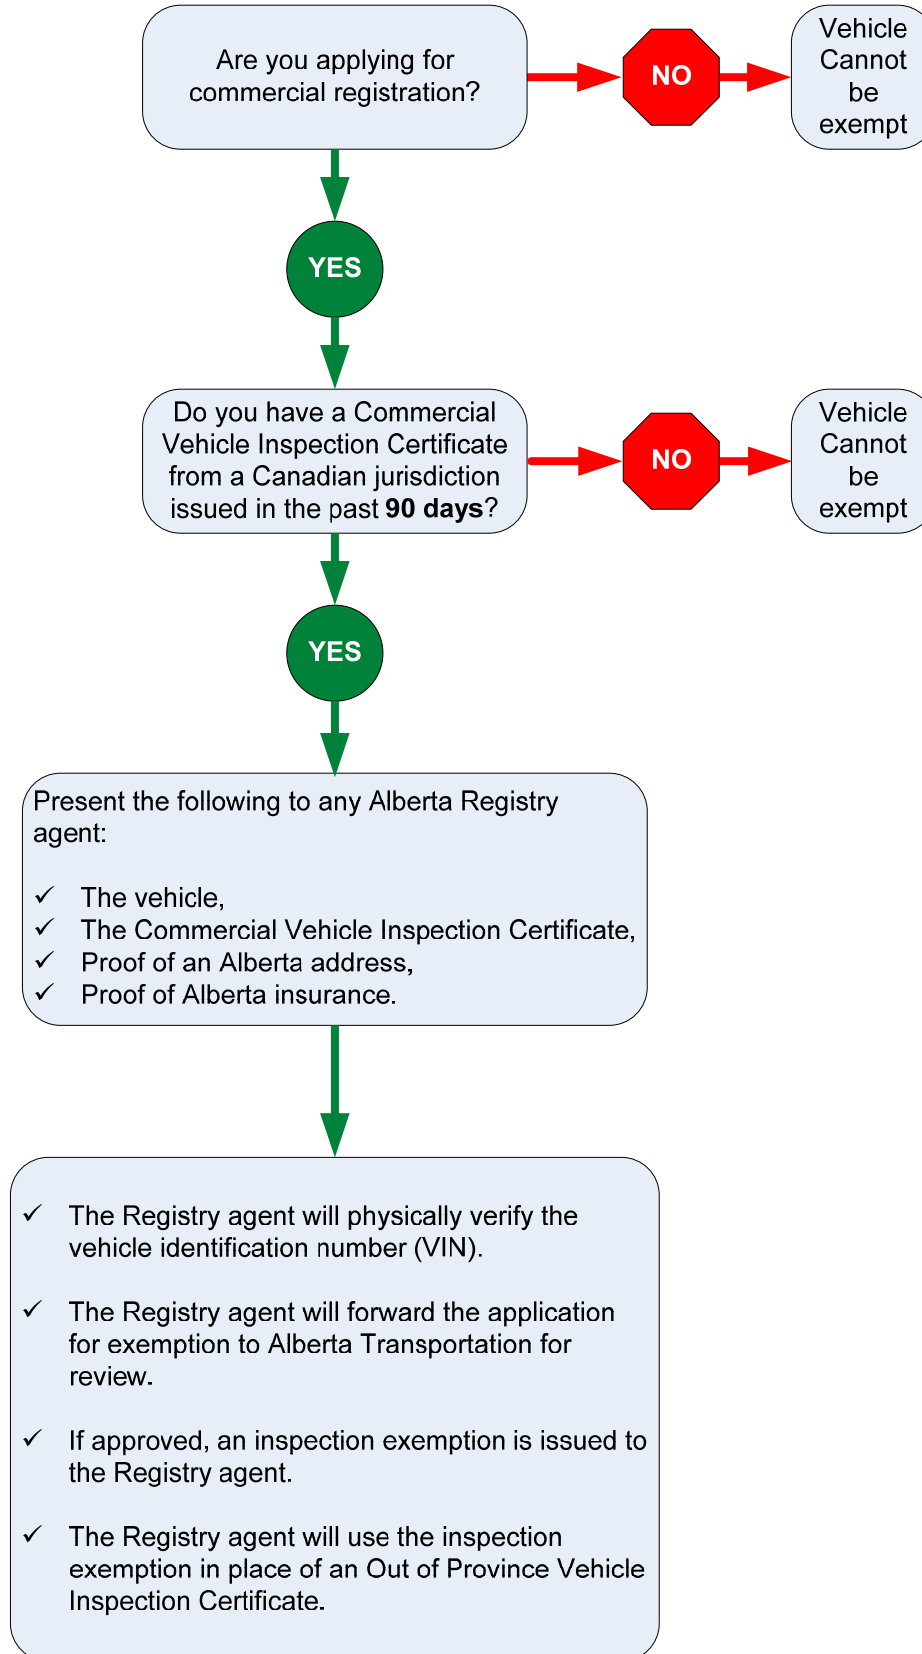 Are you applying for
commercial registration?
NO
Vehicle
Cannot
be
exempt
YES
Do you have a Commercial
Vehicle Inspection Certificate
from a Canadian jurisdiction
issued in the past 90 days?
NO
Vehicle
Cannot
be
exempt
YES
Present the following to any Alberta Registry
agent:
✓ The vehicle,
✓ The Commercial Vehicle Inspection Certificate,
✓ Proof of an Alberta address,
✓ Proof of Alberta insurance.
✓ The Registry agent will physically verify the
vehicle identification number (VIN).
✓ The Registry agent will forward the application
for exemption to Alberta Transportation for
review.
✓ If approved, an inspection exemption is issued to
the Registry agent.
✓ The Registry agent will use the inspection
exemption in place of an Out of Province Vehicle
Inspection Certificate.